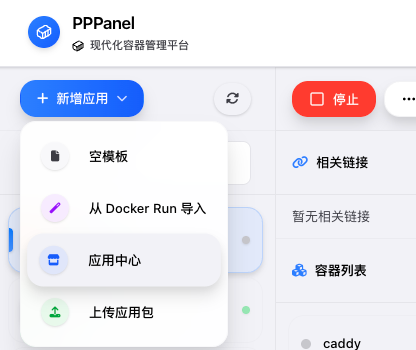 PPPanel
现代化容器管理平台
新增应用
停止
空模板
相关链接
从 Docker Run 导入
暂无相关链接
应用中心
容器列表
上传应用包
caddy